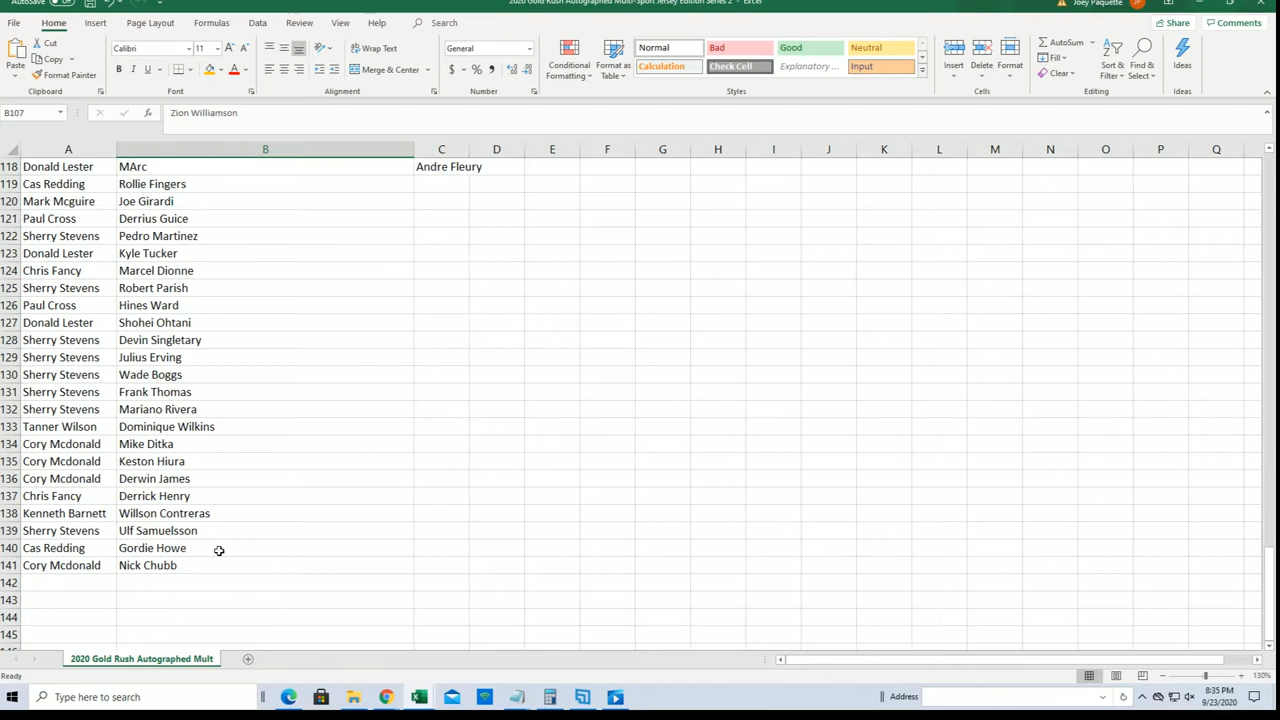 AutoSave
2020 Gold Rush Autographed Multi-Sport Jersey Edition Series 2 - Excel
Joey Paquette
JP
File Home Insert Page Layout Formulas Data Review View Help Search Share Comments
Paste Cut Copy Format Painter Clipboard
Calibri 11 B I U Font
Wrap Text Merge & Center Alignment
General $ % Number
Conditional Formatting Format as Table
Normal Bad Good Neutral
Calculation Check Cell Explanatory ... Input
Styles
Insert Delete Format Cells
AutoSum Fill Clear Sort & Filter Find & Select Editing
Ideas Ideas
B107 fx Zion Williamson
A B C D E F G H I J K L M N O P Q
118 Donald Lester MArc Andre Fleury
119 Cas Redding Rollie Fingers
120 Mark Mcguire Joe Girardi
121 Paul Cross Derrius Guice
122 Sherry Stevens Pedro Martinez
123 Donald Lester Kyle Tucker
124 Chris Fancy Marcel Dionne
125 Sherry Stevens Robert Parish
126 Paul Cross Hines Ward
127 Donald Lester Shohei Ohtani
128 Sherry Stevens Devin Singletary
129 Sherry Stevens Julius Erving
130 Sherry Stevens Wade Boggs
131 Sherry Stevens Frank Thomas
132 Sherry Stevens Mariano Rivera
133 Tanner Wilson Dominique Wilkins
134 Cory Mcdonald Mike Ditka
135 Cory Mcdonald Keston Hiura
136 Cory Mcdonald Derwin James
137 Chris Fancy Derrick Henry
138 Kenneth Barnett Willson Contreras
139 Sherry Stevens Ulf Samuelsson
140 Cas Redding Gordie Howe
141 Cory Mcdonald Nick Chubb
142
143
144
145
2020 Gold Rush Autographed Mult
Ready 130%
Type here to search Address 8:35 PM
9/23/2020